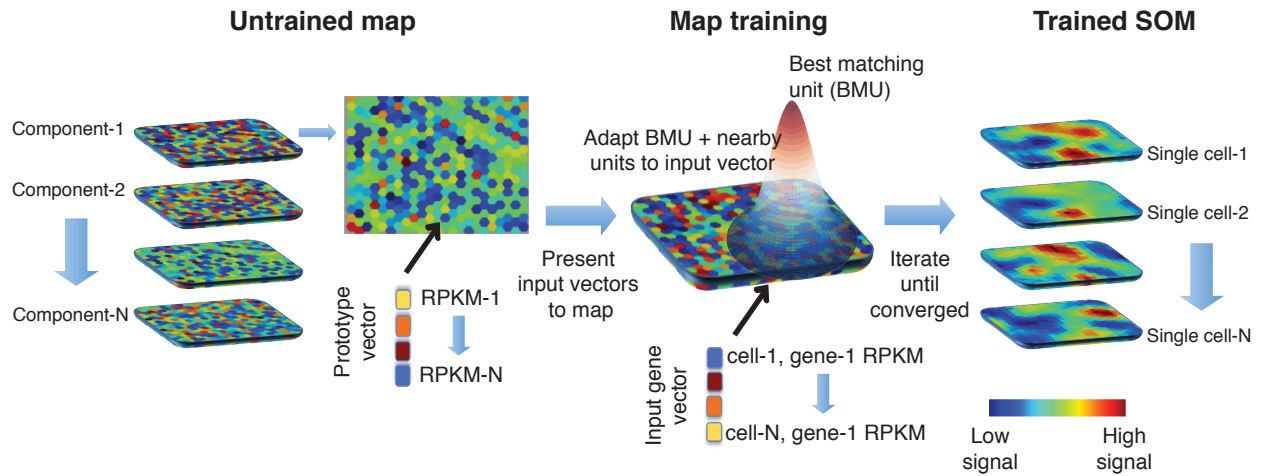 Untrained map
Map training
Trained SOM
Component-1
Component-2
Component-N
Prototype
vector
RPKM-1
RPKM-N
Present
input vectors
to map
Best matching
unit (BMU)
Adapt BMU + nearby
units to input vector
Input gene
vector
cell-1, gene-1 RPKM
cell-N, gene-1 RPKM
Iterate
until
converged
Single cell-1
Single cell-2
Single cell-N
Low
signal
High
signal